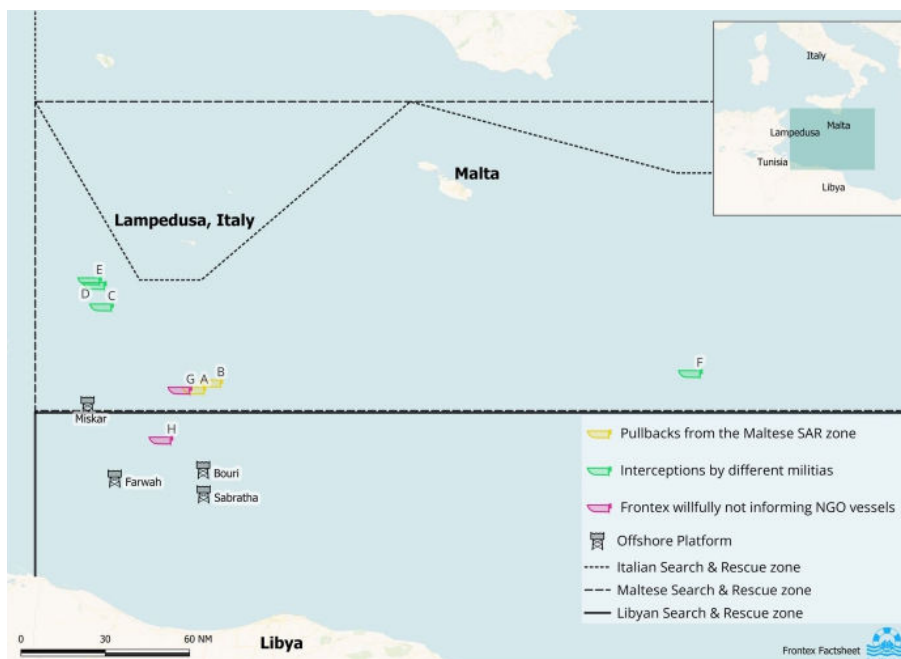 Italy
Lampedusa
Malta
Tunisia
Libya
Malta
Lampedusa, Italy
E
D
C
F
G
A
B
Miskar
H
Farwah
Bouri
Sabratha
Pullbacks from the Maltese SAR zone
Interceptions by different militias
Frontex willfully not informing NGO vessels
Offshore Platform
Italian Search & Rescue zone
Maltese Search & Rescue zone
Libyan Search & Rescue zone
0 30 60 NM
Libya
Frontex Factsheet